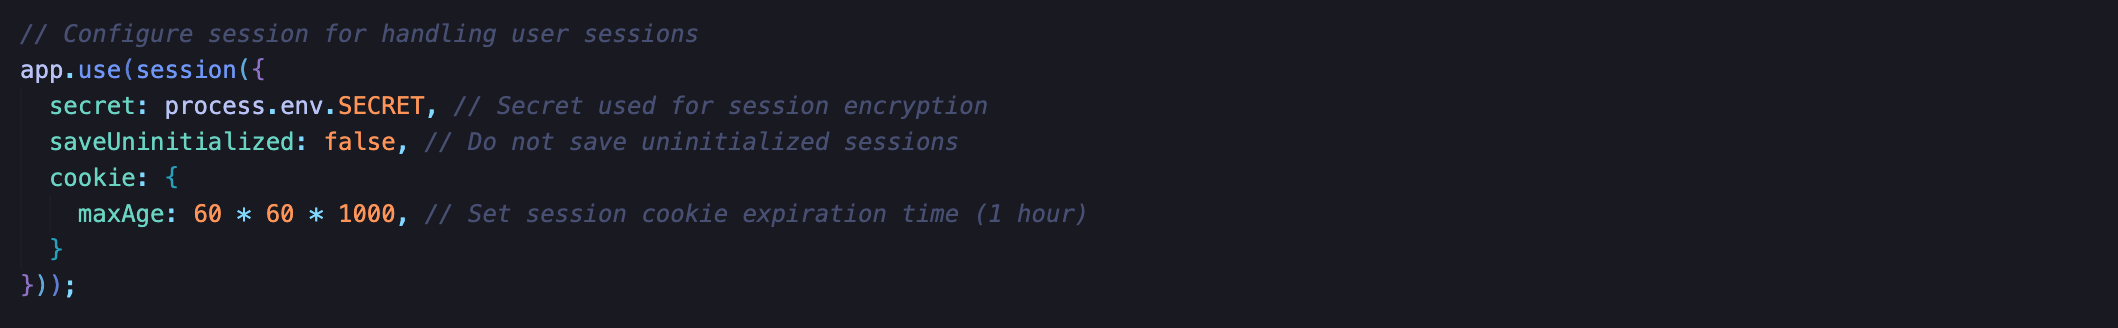 // Configure session for handling user sessions
app.use(session({
  secret: process.env.SECRET, // Secret used for session encryption
  saveUninitialized: false, // Do not save uninitialized sessions
  cookie: {
    maxAge: 60 * 60 * 1000, // Set session cookie expiration time (1 hour)
  }
}));